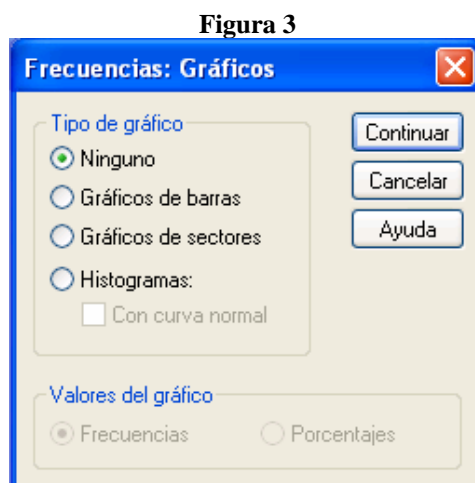 Figura 3
Frecuencias: Gráficos
Tipo de gráfico
Ninguno
Gráficos de barras
Gráficos de sectores
Histogramas:
Con curva normal
Continuar
Cancelar
Ayuda
Valores del gráfico
Frecuencias
Porcentajes